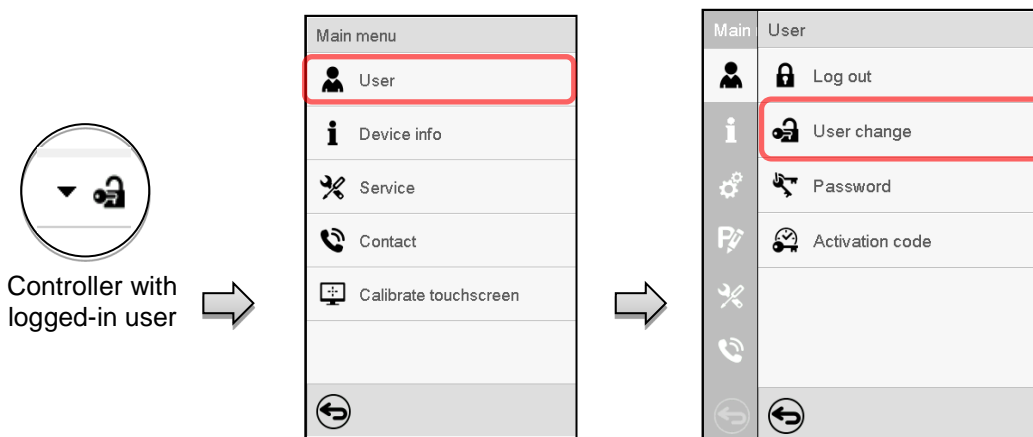 Controller with
logged-in user
Main menu
User
Device info
Service
Contact
Calibrate touchscreen
Main
User
Log out
User change
Password
Activation code